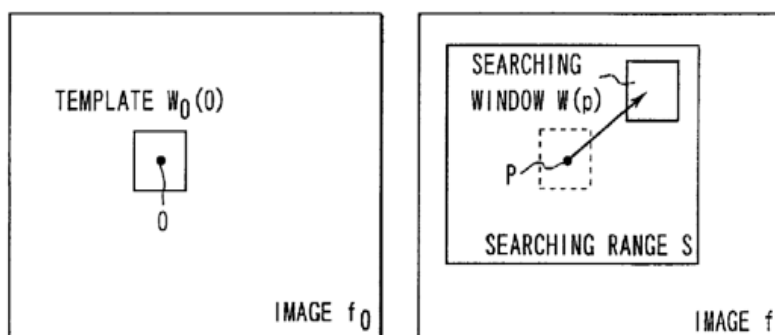 TEMPLATE W₀(0)
0
IMAGE f₀
SEARCHING
WINDOW W(p)
P
SEARCHING RANGE S
IMAGE f